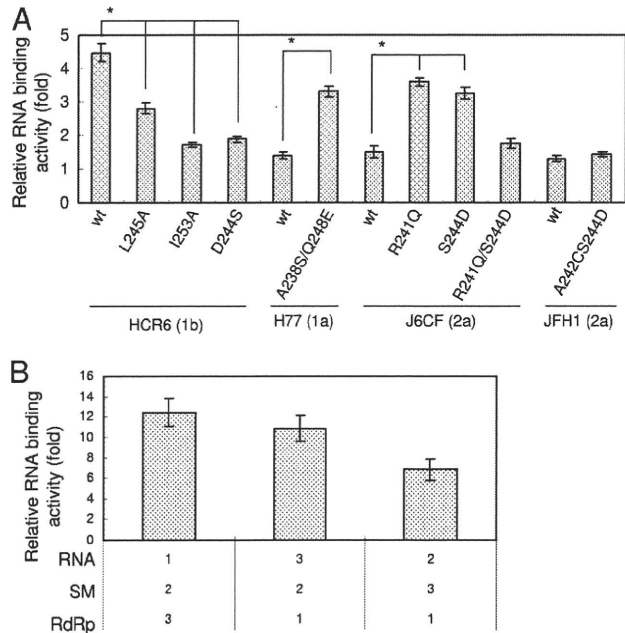 A
Relative RNA binding
activity (fold)
5
4
3
2
1
0
*
*
*
wt
L245A
I253A
D244S
wt
A238S/Q248E
wt
R241Q
S244D
R241Q/S244D
wt
A242CS244D
HCR6 (1b)
H77 (1a)
J6CF (2a)
JFH1 (2a)
B
Relative RNA binding
activity (fold)
16
14
12
10
8
6
4
2
0
RNA 1 3 2
SM 2 2 3
RdRp 3 1 1